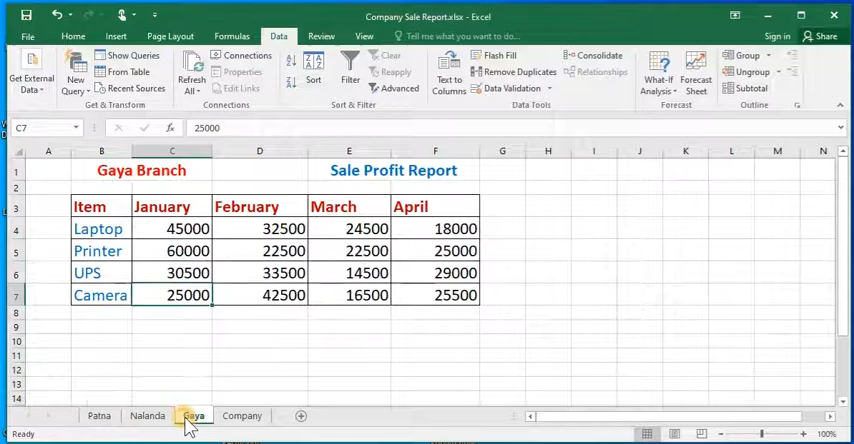 Company Sale Report.xlsx - Excel
File Home Insert Page Layout Formulas Data Review View Tell me what you want to do... Sign in Share
Get External Data
New Query
Show Queries
From Table
Recent Sources
Get & Transform
Refresh All
Connections
Properties
Edit Links
Connections
Sort
Filter
Clear
Reapply
Advanced
Sort & Filter
Text to Columns
Flash Fill
Remove Duplicates
Data Validation
Consolidate
Relationships
Data Tools
What-If Analysis
Forecast Sheet
Forecast
Group
Ungroup
Subtotal
Outline
C7 fx 25000
A B C D E F G H I J K L M N
1 Gaya Branch Sale Profit Report
2
3 Item January February March April
4 Laptop 45000 32500 24500 18000
5 Printer 60000 22500 22500 25000
6 UPS 30500 33500 14500 29000
7 Camera 25000 42500 16500 25500
8
9
10
11
12
13
14
Patna Nalanda Gaya Company
Ready 100%